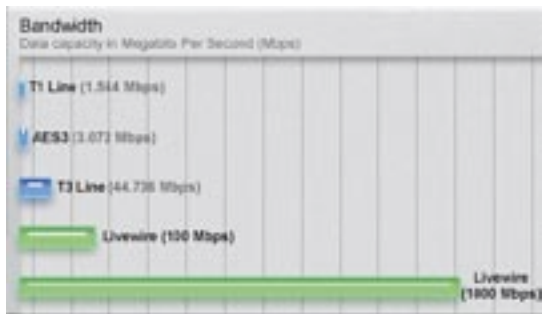 Bandwidth
Data capacity in Megabits Per Second (Mbps)
T1 Line (1.544 Mbps)
AES3 (3.072 Mbps)
T3 Line (44.736 Mbps)
Livewire (100 Mbps)
Livewire
(1000 Mbps)